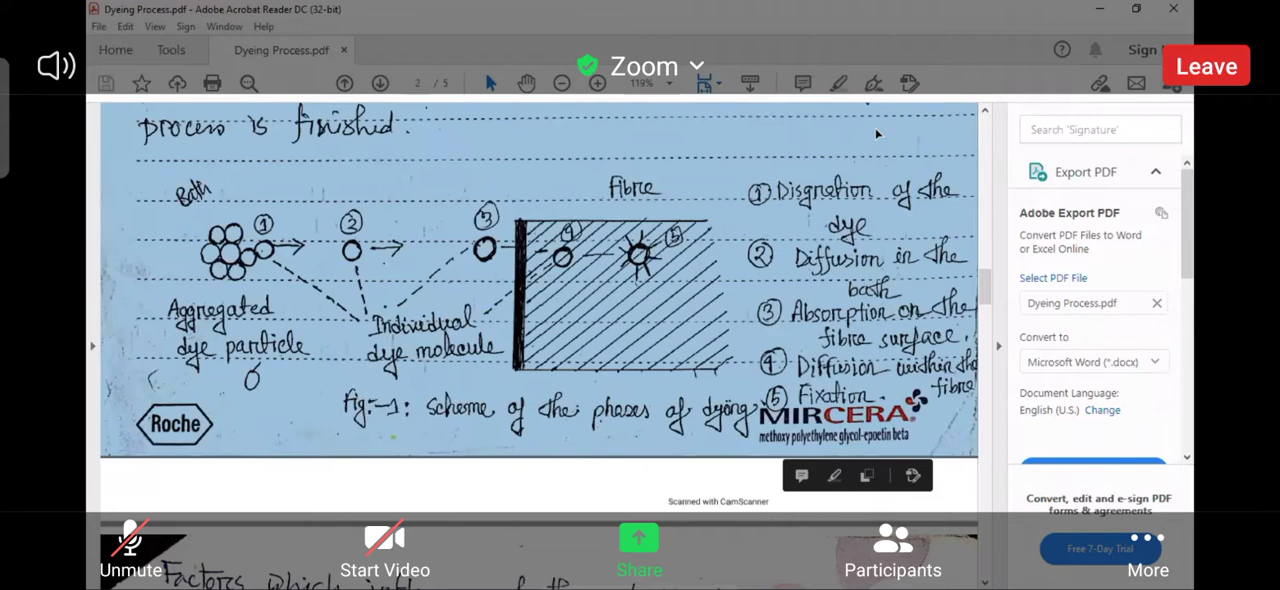 Dyeing Process.pdf - Adobe Acrobat Reader DC (32-bit)
File Edit View Sign Window Help
Home Tools Dyeing Process.pdf × Sign
Zoom
Leave
2 / 5
119%
process is finished.
Bath
Fibre
1 2 3 4 5
Aggregated
dye particle
Individual
dye molecule
① Disgretion of the
dye
② Diffusion in the
bath
③ Absorption on the
fibre surface.
④ Diffusion within the
fibre
⑤ Fixation.
Fig:-1: Scheme of the phases of dyeing
Roche
MIRCERA
methoxy polyethylene glycol-epoetin beta
Scanned with CamScanner
Factors which
Search 'Signature'
Export PDF
Adobe Export PDF
Convert PDF Files to Word
or Excel Online
Select PDF File
Dyeing Process.pdf
Convert to
Microsoft Word (*.docx)
Document Language:
English (U.S.) Change
Convert, edit and e-sign PDF
forms & agreements
Free 7-Day Trial
Unmute
Start Video
Share
Participants
More